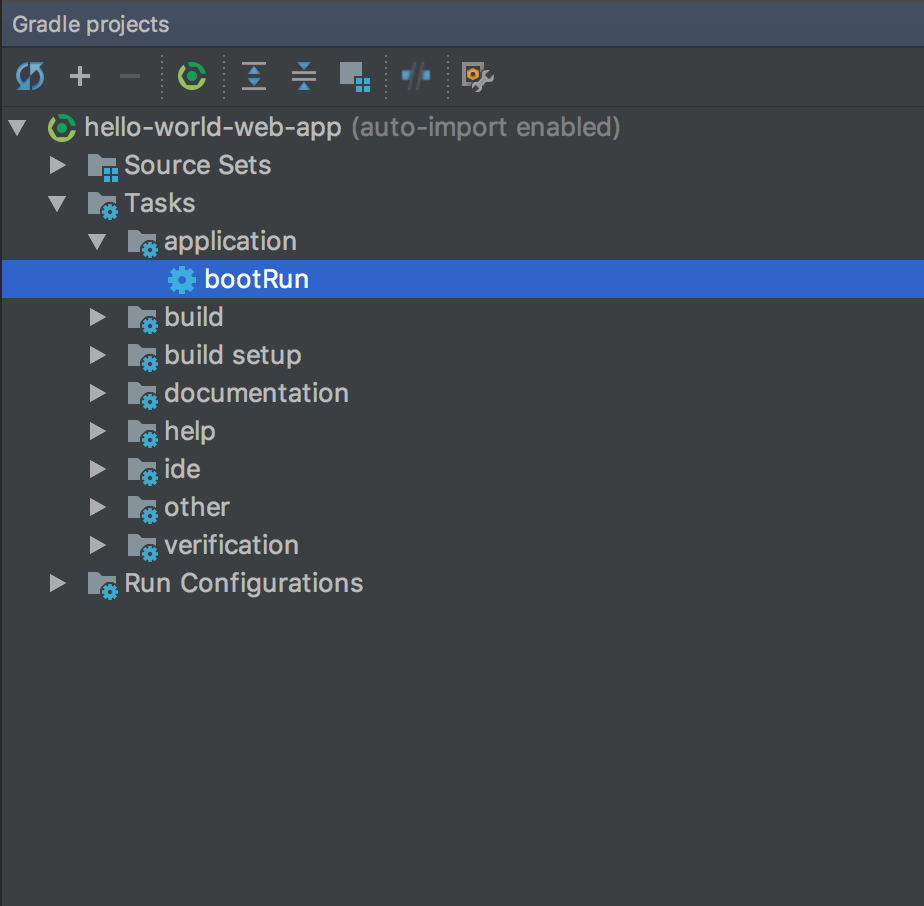 Gradle projects
hello-world-web-app (auto-import enabled)
Source Sets
Tasks
application
bootRun
build
build setup
documentation
help
ide
other
verification
Run Configurations